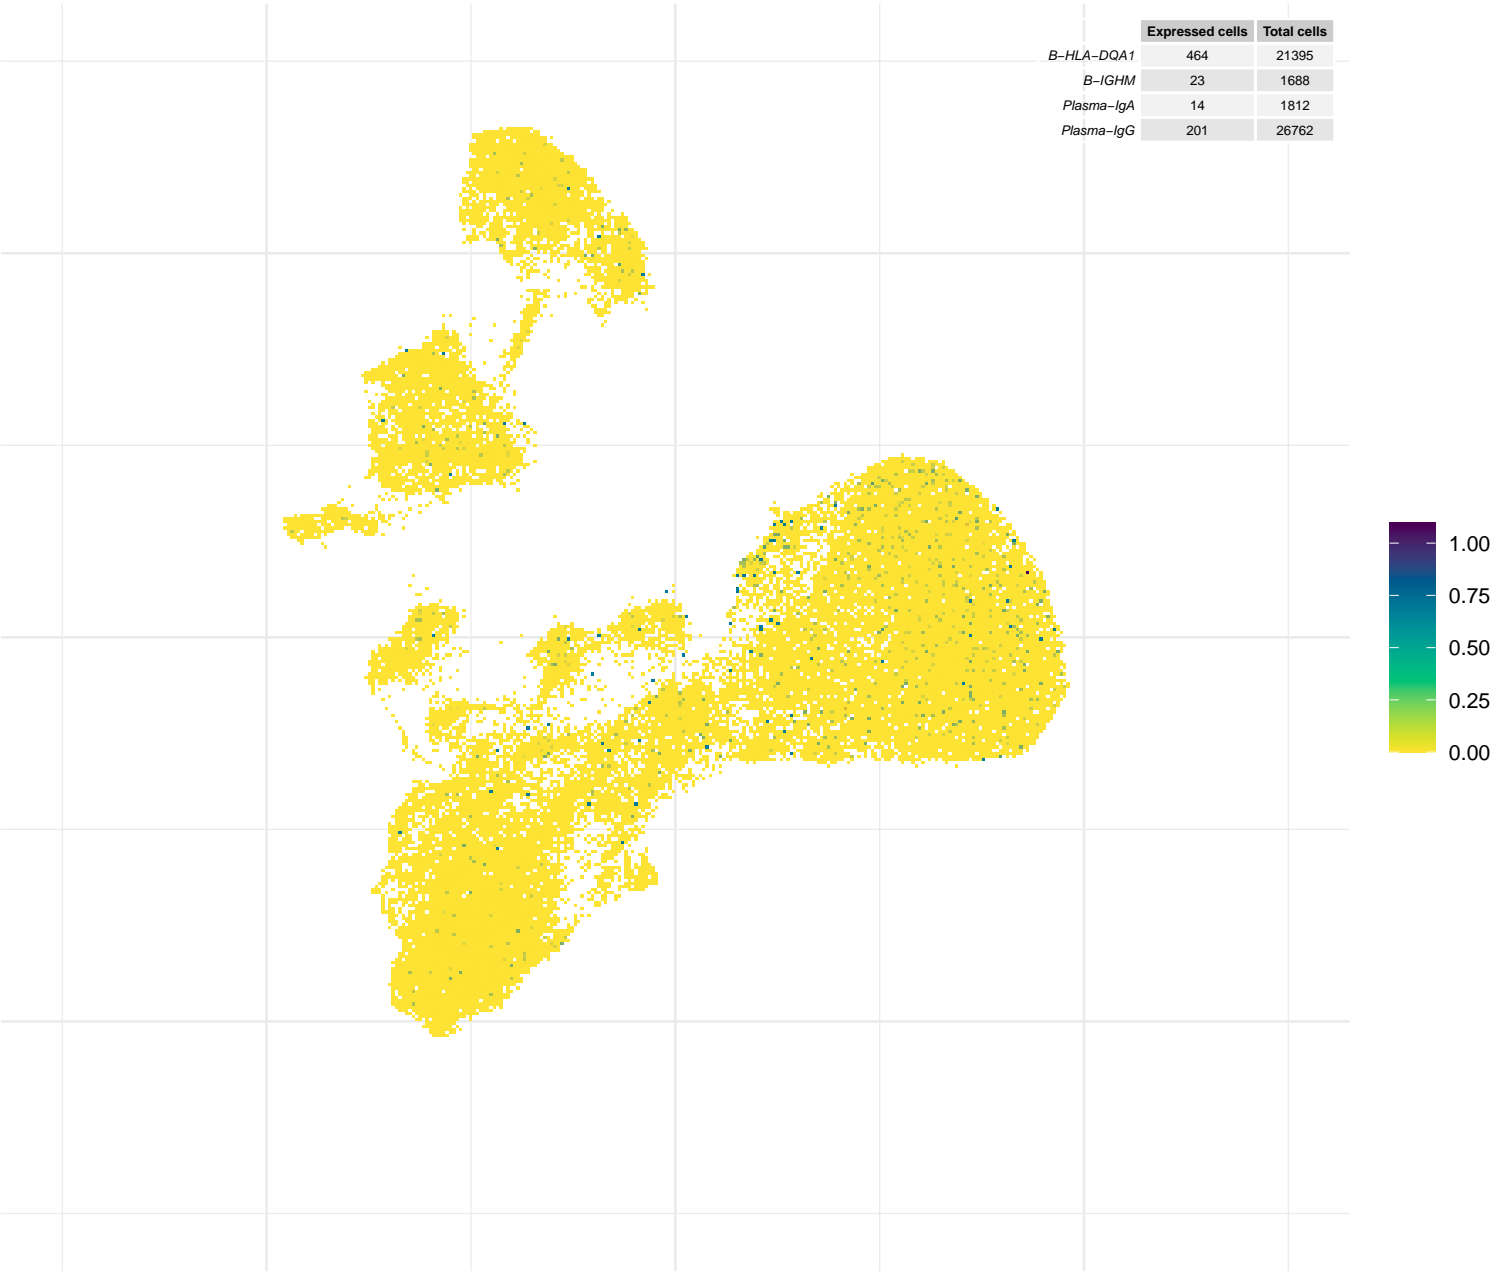 Expressed cells Total cells
B−HLA−DQA1 464 21395
B−IGHM 23 1688
Plasma−IgA 14 1812
Plasma−IgG 201 26762
1.00
0.75
0.50
0.25
0.00